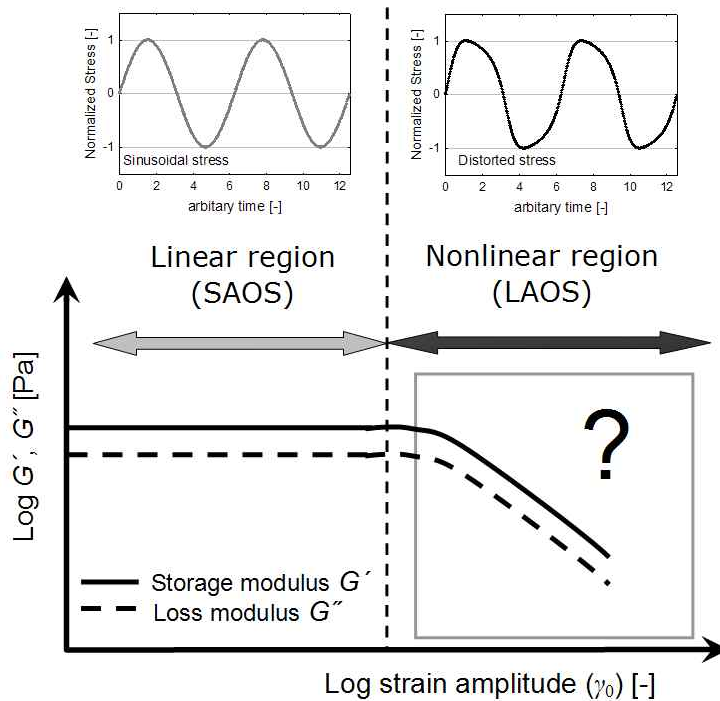 Normalized Stress [-]
1
0
-1
Sinusoidal stress
0 2 4 6 8 10 12
arbitary time [-]
Normalized Stress [-]
1
0
-1
Distorted stress
0 2 4 6 8 10 12
arbitary time [-]
Linear region
(SAOS)
Nonlinear region
(LAOS)
?
Log G′, G″ [Pa]
Storage modulus G′
Loss modulus G″
Log strain amplitude (γ₀) [-]